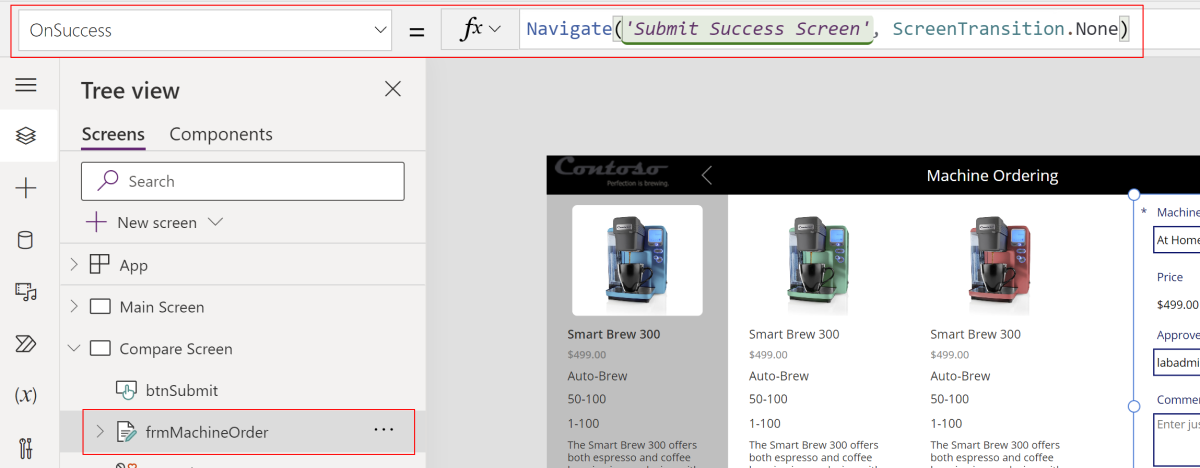 OnSuccess = fx Navigate('Submit Success Screen', ScreenTransition.None)
Tree view
Screens Components
Search
New screen
App
Main Screen
Compare Screen
btnSubmit
frmMachineOrder
(x)
Contoso
Perfection is brewing.
Machine Ordering
Smart Brew 300
$499.00
Auto-Brew
50-100
1-100
The Smart Brew 300 offers
both espresso and coffee
Smart Brew 300
$499.00
Auto-Brew
50-100
1-100
The Smart Brew 300 offers
both espresso and coffee
Smart Brew 300
$499.00
Auto-Brew
50-100
1-100
The Smart Brew 300 offers
both espresso and coffee
* Machine
At Home
Price
$499.00
Approve
labadmi
Commer
Enter jus